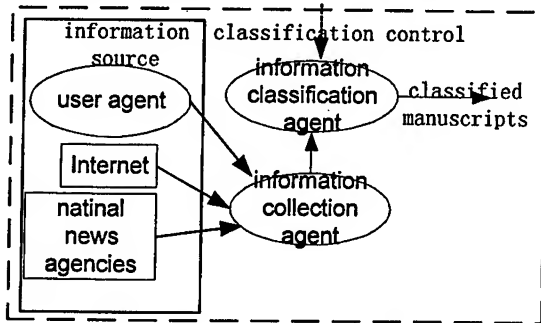 information
source
classification control
user agent
Internet
natinal
news
agencies
information
classification
agent
classified
manuscripts
information
collection
agent